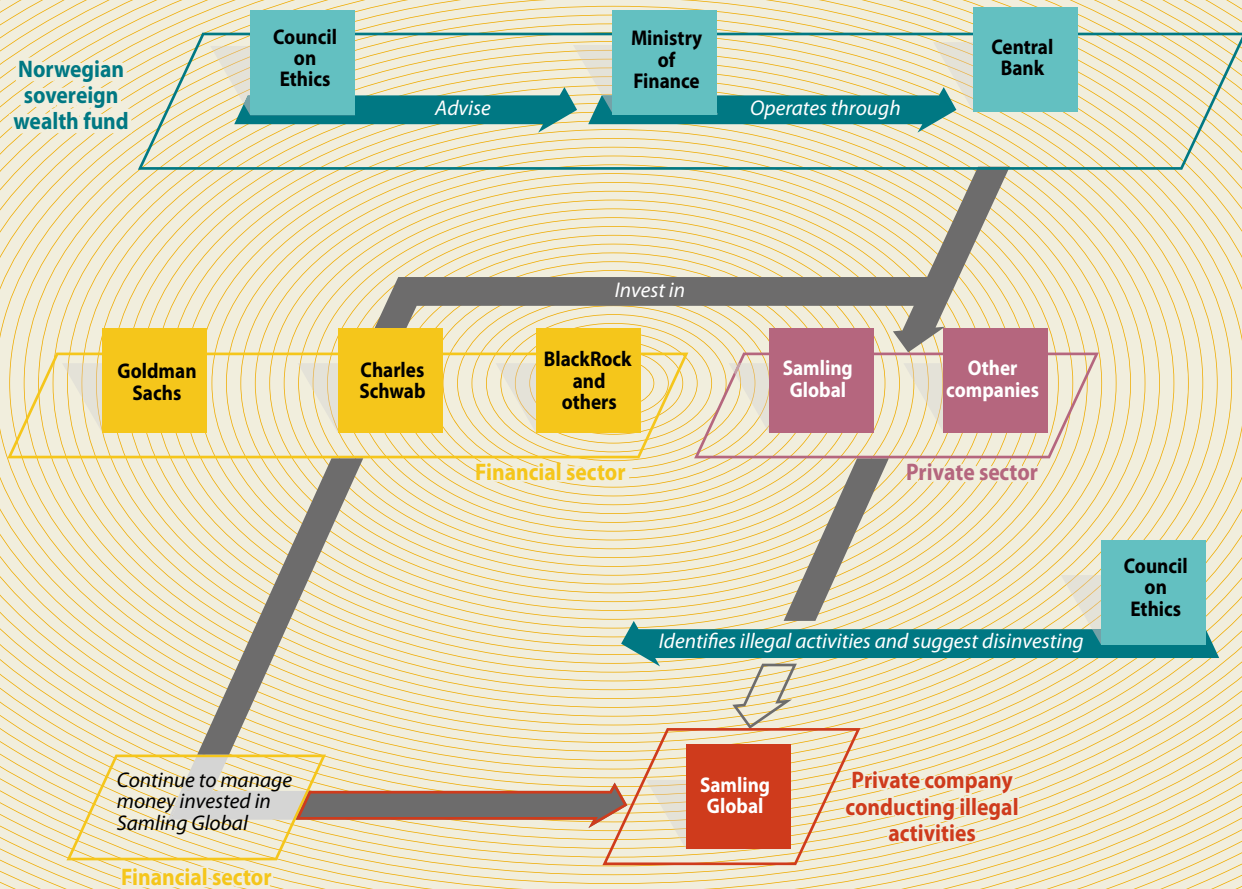 Norwegian
sovereign
wealth fund
Council
on
Ethics
Advise
Ministry
of
Finance
Operates through
Central
Bank
Invest in
Goldman
Sachs
Charles
Schwab
BlackRock
and
others
Financial sector
Samling
Global
Other
companies
Private sector
Council
on
Ethics
Identifies illegal activities and suggest disinvesting
Continue to manage
money invested in
Samling Global
Financial sector
Samling
Global
Private company
conducting illegal
activities